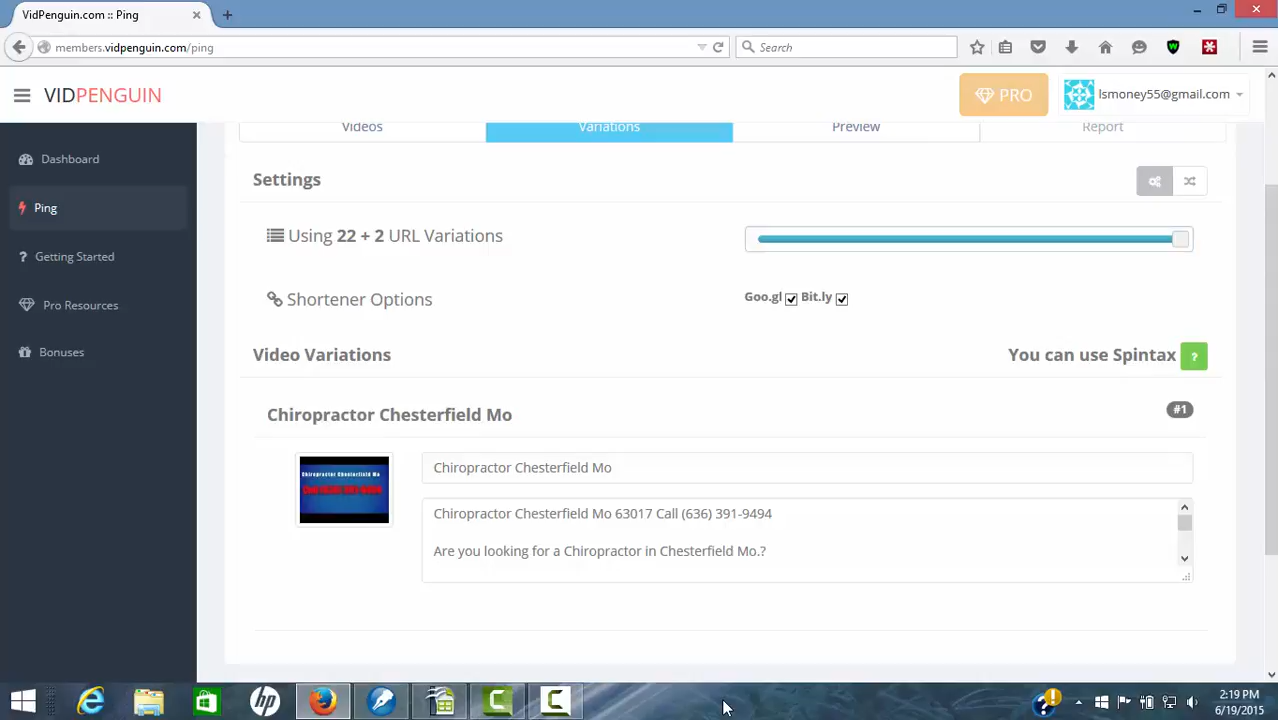 VidPenguin.com :: Ping
members.vidpenguin.com/ping
Search
VIDPENGUIN
PRO
lsmoney55@gmail.com
Videos
Variations
Preview
Report
Dashboard
Ping
Getting Started
Pro Resources
Bonuses
Settings
Using 22 + 2 URL Variations
Shortener Options
Goo.gl Bit.ly
Video Variations
You can use Spintax ?
Chiropractor Chesterfield Mo
#1
Chiropractor Chesterfield Mo
Chiropractor Chesterfield Mo
Chiropractor Chesterfield Mo 63017 Call (636) 391-9494
Are you looking for a Chiropractor in Chesterfield Mo.?
2:19 PM
6/19/2015